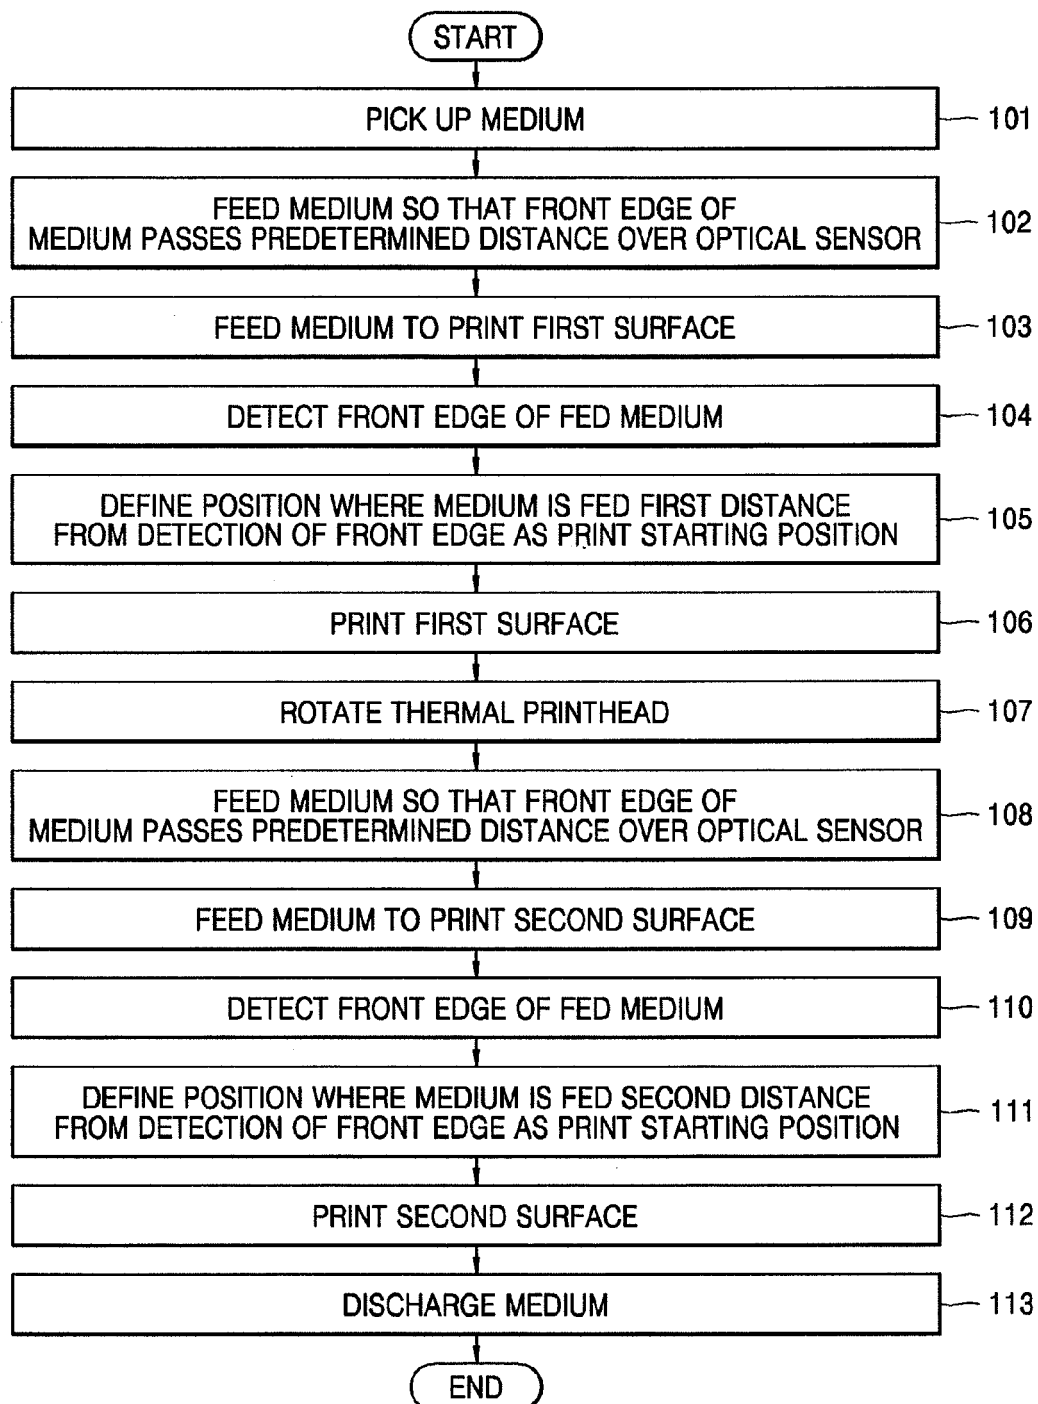 START
PICK UP MEDIUM
101
FEED MEDIUM SO THAT FRONT EDGE OF
MEDIUM PASSES PREDETERMINED DISTANCE OVER OPTICAL SENSOR
102
FEED MEDIUM TO PRINT FIRST SURFACE
103
DETECT FRONT EDGE OF FED MEDIUM
104
DEFINE POSITION WHERE MEDIUM IS FED FIRST DISTANCE
FROM DETECTION OF FRONT EDGE AS PRINT STARTING POSITION
105
PRINT FIRST SURFACE
106
ROTATE THERMAL PRINTHEAD
107
FEED MEDIUM SO THAT FRONT EDGE OF
MEDIUM PASSES PREDETERMINED DISTANCE OVER OPTICAL SENSOR
108
FEED MEDIUM TO PRINT SECOND SURFACE
109
DETECT FRONT EDGE OF FED MEDIUM
110
DEFINE POSITION WHERE MEDIUM IS FED SECOND DISTANCE
FROM DETECTION OF FRONT EDGE AS PRINT STARTING POSITION
111
PRINT SECOND SURFACE
112
DISCHARGE MEDIUM
113
END